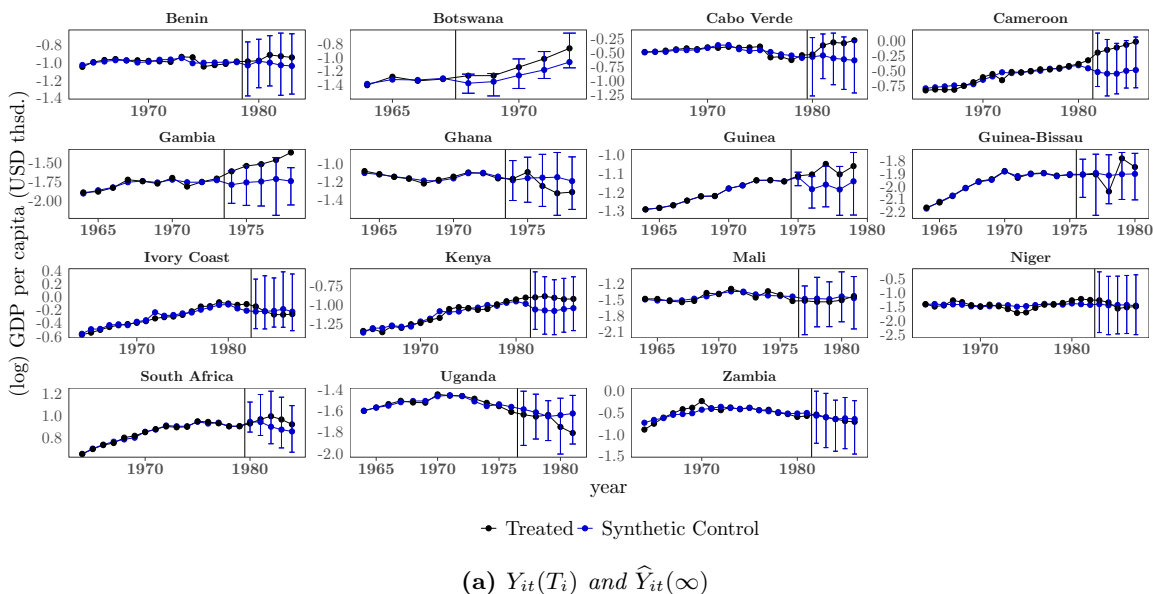 Benin Botswana Cabo Verde Cameroon
-0.8 -1.0 -1.2 -1.4
-0.8 -1.0 -1.2 -1.4
-0.25 -0.50 -0.75 -1.00 -1.25
0.00 -0.25 -0.50 -0.75
1970 1980 1965 1970 1970 1980 1970 1980
Gambia Ghana Guinea Guinea-Bissau
-1.50 -1.75 -2.00
-1.0 -1.2 -1.4 -1.6
-1.0 -1.1 -1.2 -1.3
-1.8 -1.9 -2.0 -2.1 -2.2
1965 1970 1975 1965 1970 1975 1965 1970 1975 1980 1965 1970 1975 1980
Ivory Coast Kenya Mali Niger
0.4 0.2 0.0 -0.2 -0.4 -0.6
-0.75 -1.00 -1.25
-1.2 -1.5 -1.8 -2.1
-0.5 -1.0 -1.5 -2.0 -2.5
1970 1980 1970 1980 1965 1970 1975 1980 1970 1980
South Africa Uganda Zambia
1.2 1.0 0.8
-1.4 -1.6 -1.8 -2.0
0.0 -0.5 -1.0 -1.5
1970 1980 1965 1970 1975 1980 1970 1980
(log) GDP per capita (USD thsd.)
year
Treated Synthetic Control
(a) Y_{it}(T_i) and Ŷ_{it}(∞)